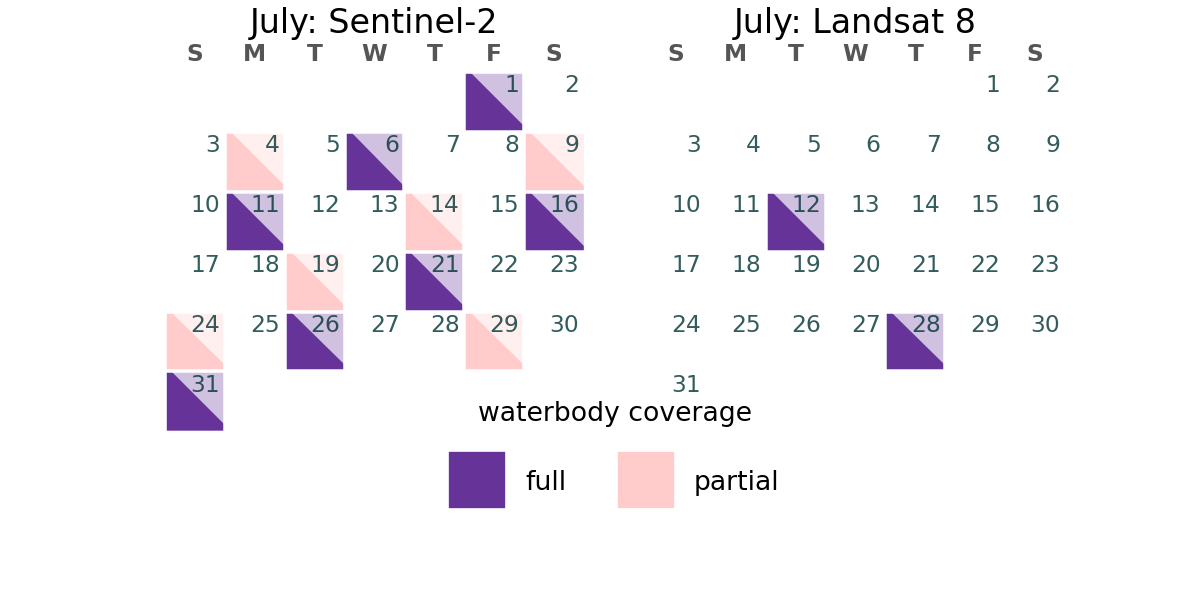 July: Sentinel-2
S M T W T F S
1 2
3 4 5 6 7 8 9
10 11 12 13 14 15 16
17 18 19 20 21 22 23
24 25 26 27 28 29 30
31
July: Landsat 8
S M T W T F S
1 2
3 4 5 6 7 8 9
10 11 12 13 14 15 16
17 18 19 20 21 22 23
24 25 26 27 28 29 30
31
waterbody coverage
full partial